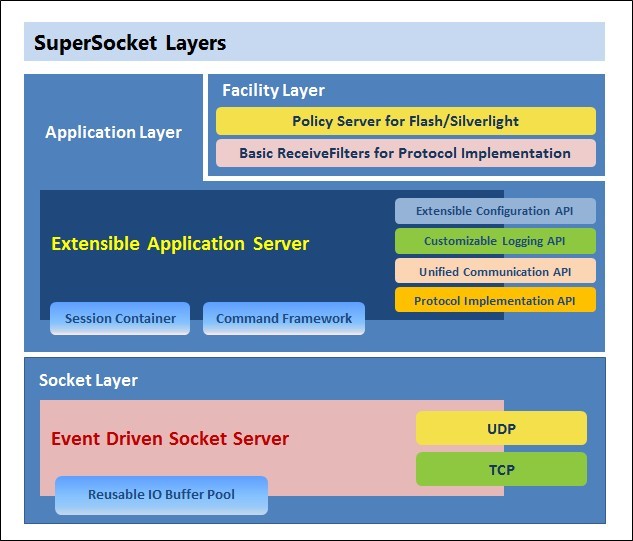 SuperSocket Layers
Application Layer
Facility Layer
Policy Server for Flash/Silverlight
Basic ReceiveFilters for Protocol Implementation
Extensible Application Server
Extensible Configuration API
Customizable Logging API
Unified Communication API
Protocol Implementation API
Session Container
Command Framework
Socket Layer
Event Driven Socket Server
UDP
TCP
Reusable IO Buffer Pool